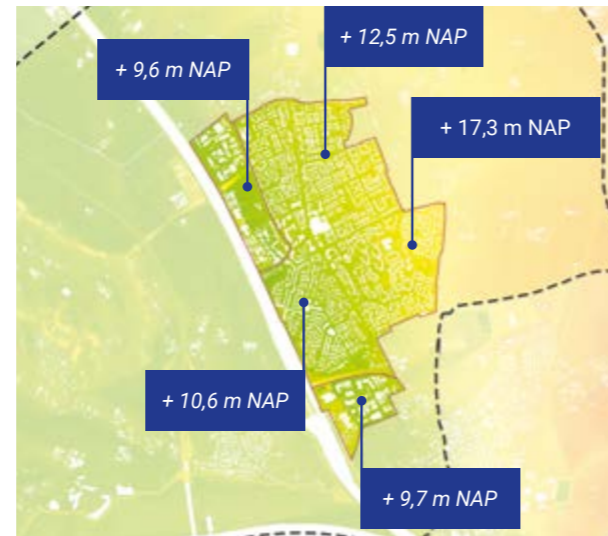 + 12,5 m NAP
+ 9,6 m NAP
+ 17,3 m NAP
+ 10,6 m NAP
+ 9,7 m NAP